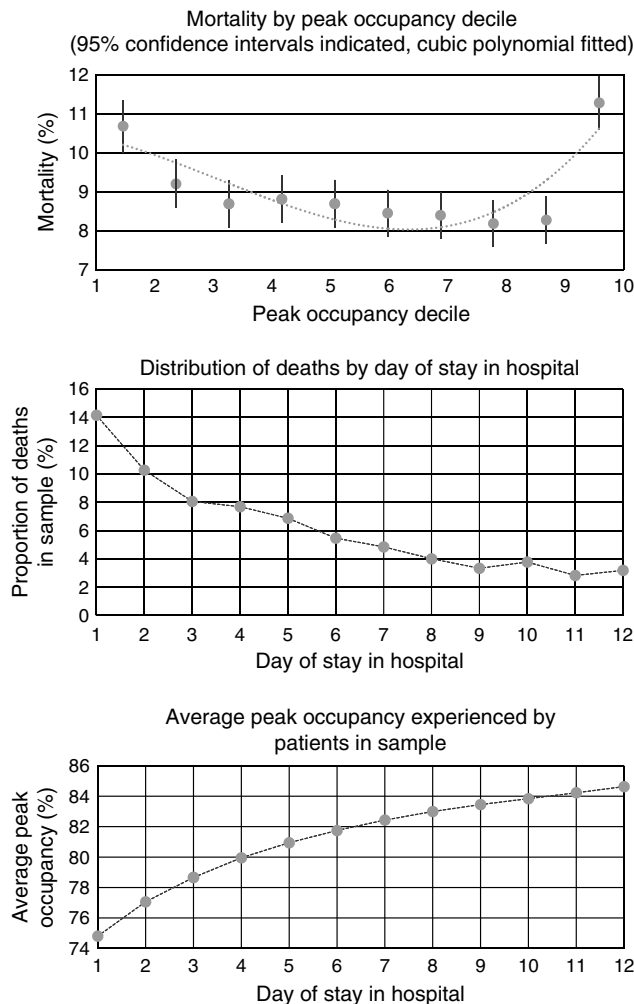 Mortality by peak occupancy decile
(95% confidence intervals indicated, cubic polynomial fitted)
Mortality (%)
12
11
10
9
8
7
1 2 3 4 5 6 7 8 9 10
Peak occupancy decile
Distribution of deaths by day of stay in hospital
Proportion of deaths
in sample (%)
16
14
12
10
8
6
4
2
0
1 2 3 4 5 6 7 8 9 10 11 12
Day of stay in hospital
Average peak occupancy experienced by
patients in sample
Average peak
occupancy (%)
86
84
82
80
78
76
74
1 2 3 4 5 6 7 8 9 10 11 12
Day of stay in hospital